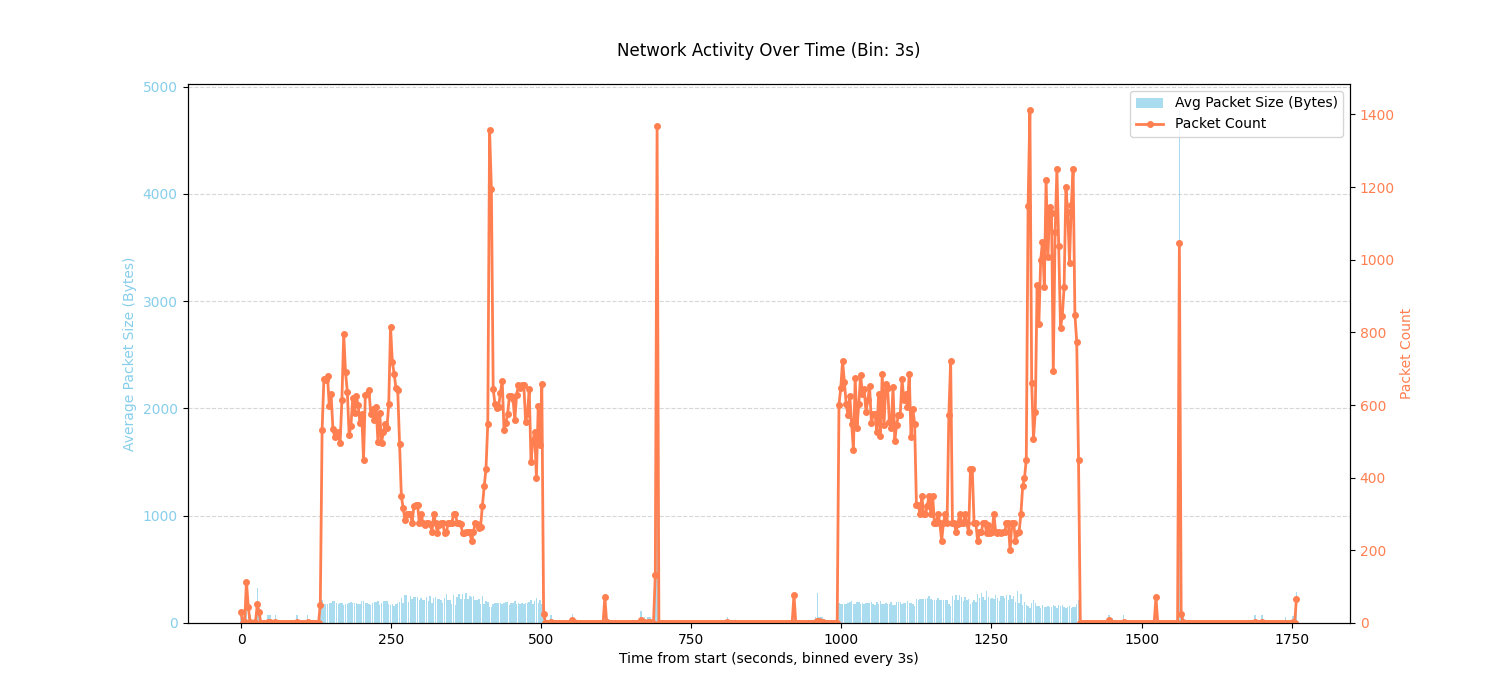 Network Activity Over Time (Bin: 3s)
Avg Packet Size (Bytes)
Packet Count
Average Packet Size (Bytes)
5000
4000
3000
2000
1000
0
Packet Count
1400
1200
1000
800
600
400
200
0
0 250 500 750 1000 1250 1500 1750
Time from start (seconds, binned every 3s)